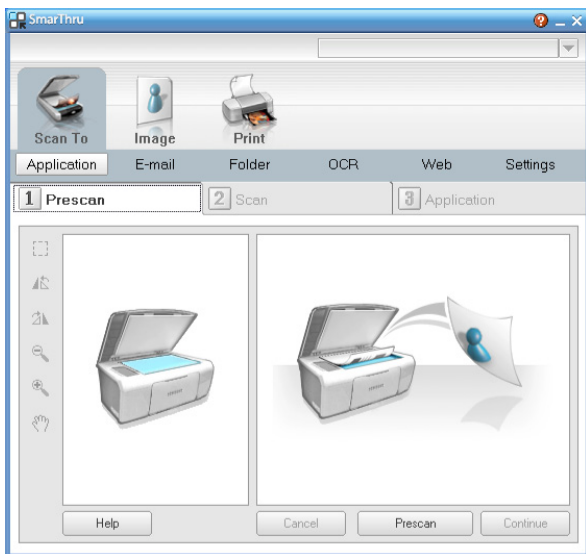 SmarThru
Scan To Image Print
Application E-mail Folder OCR Web Settings
1 Prescan 2 Scan 3 Application
Help Cancel Prescan Continue